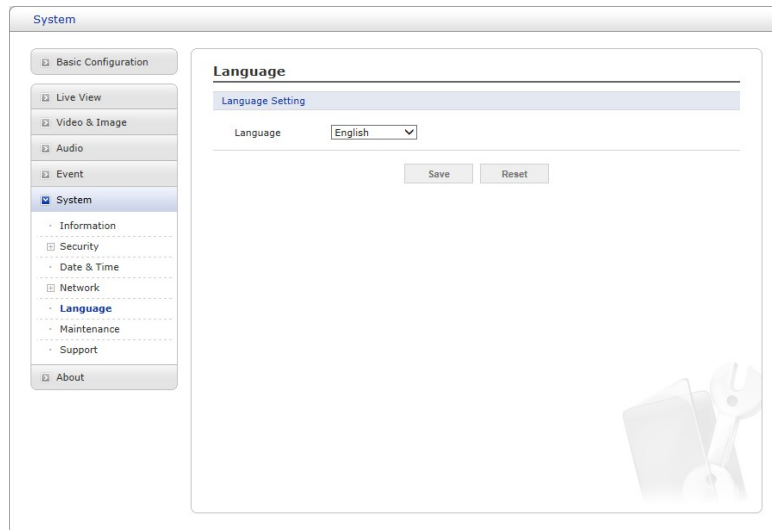 System
Basic Configuration
Live View
Video & Image
Audio
Event
System
Information
Security
Date & Time
Network
Language
Maintenance
Support
About
Language
Language Setting
Language English
Save Reset